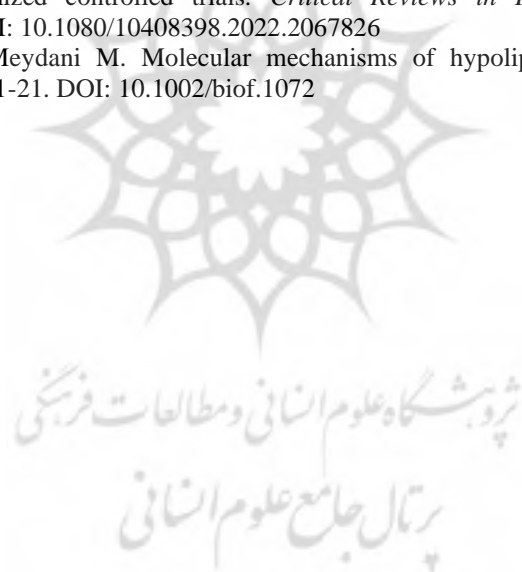 ized controlled trials. Critical Reviews in
I: 10.1080/10408398.2022.2067826
Meydani M. Molecular mechanisms of hypolip
1-21. DOI: 10.1002/biof.1072
پژوهشگاه علوم انسانی و مطالعات فرهنگی
پرتال جامع علوم انسانی